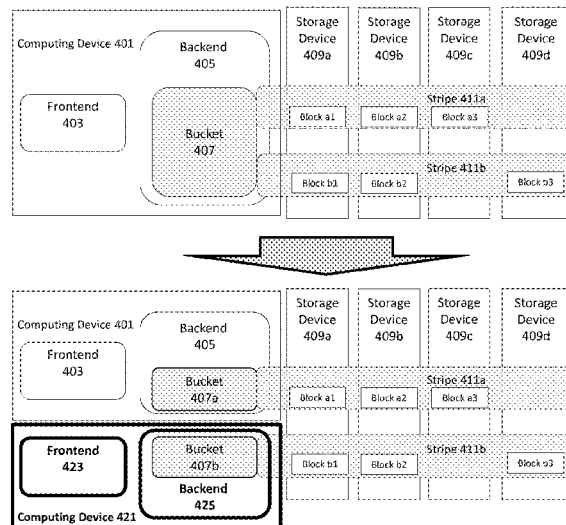 Computing Device 401
Backend
405
Frontend
403
Bucket
407
Storage
Device
409a
Storage
Device
409b
Storage
Device
409c
Storage
Device
409d
Stripe 411a
Block a1
Block a2
Block a3
Stripe 411b
Block b1
Block b2
Block b3
Computing Device 401
Backend
405
Frontend
403
Bucket
407a
Storage
Device
409a
Storage
Device
409b
Storage
Device
409c
Storage
Device
409d
Stripe 411a
Block a1
Block a2
Block a3
Frontend
423
Bucket
407b
Backend
425
Computing Device 421
Stripe 411b
Block b1
Block b2
Block b3